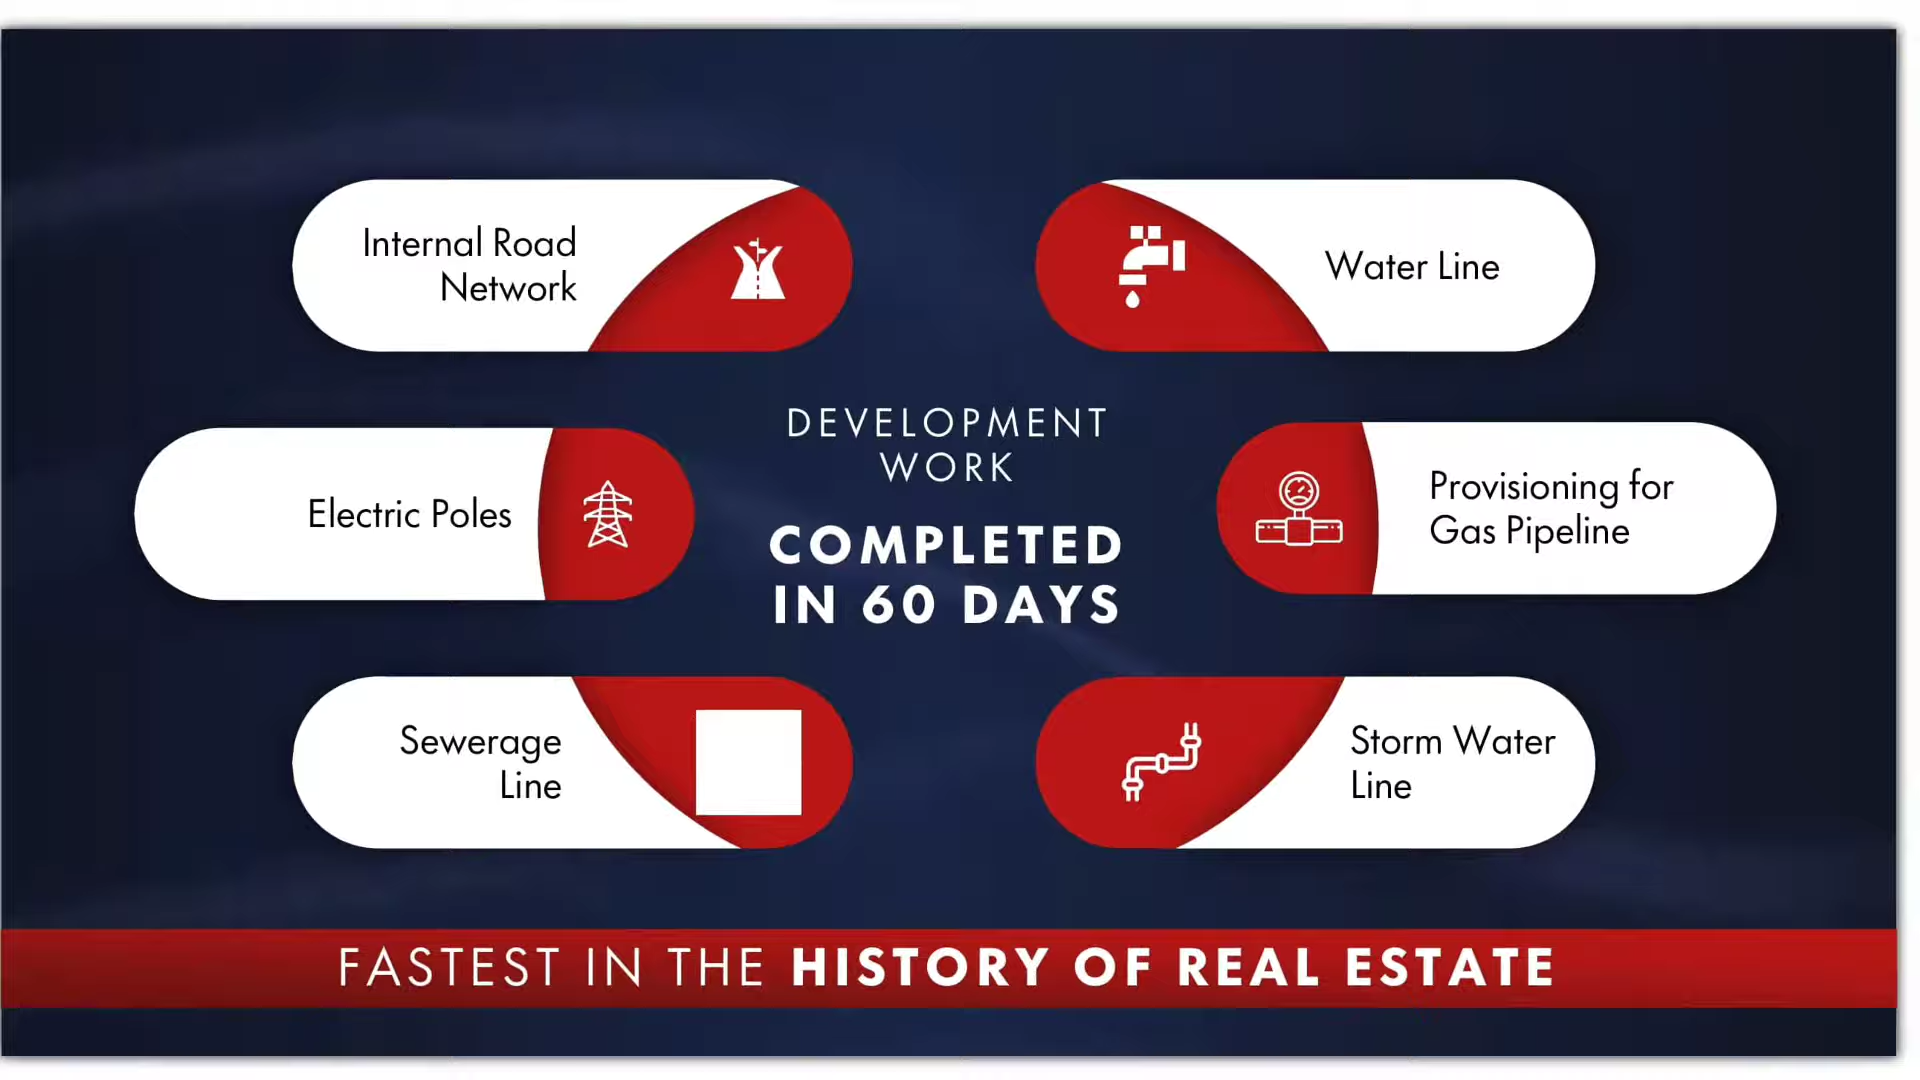 Internal Road
Network
Water Line
DEVELOPMENT
WORK
COMPLETED
IN 60 DAYS
Electric Poles
Provisioning for
Gas Pipeline
Sewerage
Line
Storm Water
Line
FASTEST IN THE HISTORY OF REAL ESTATE